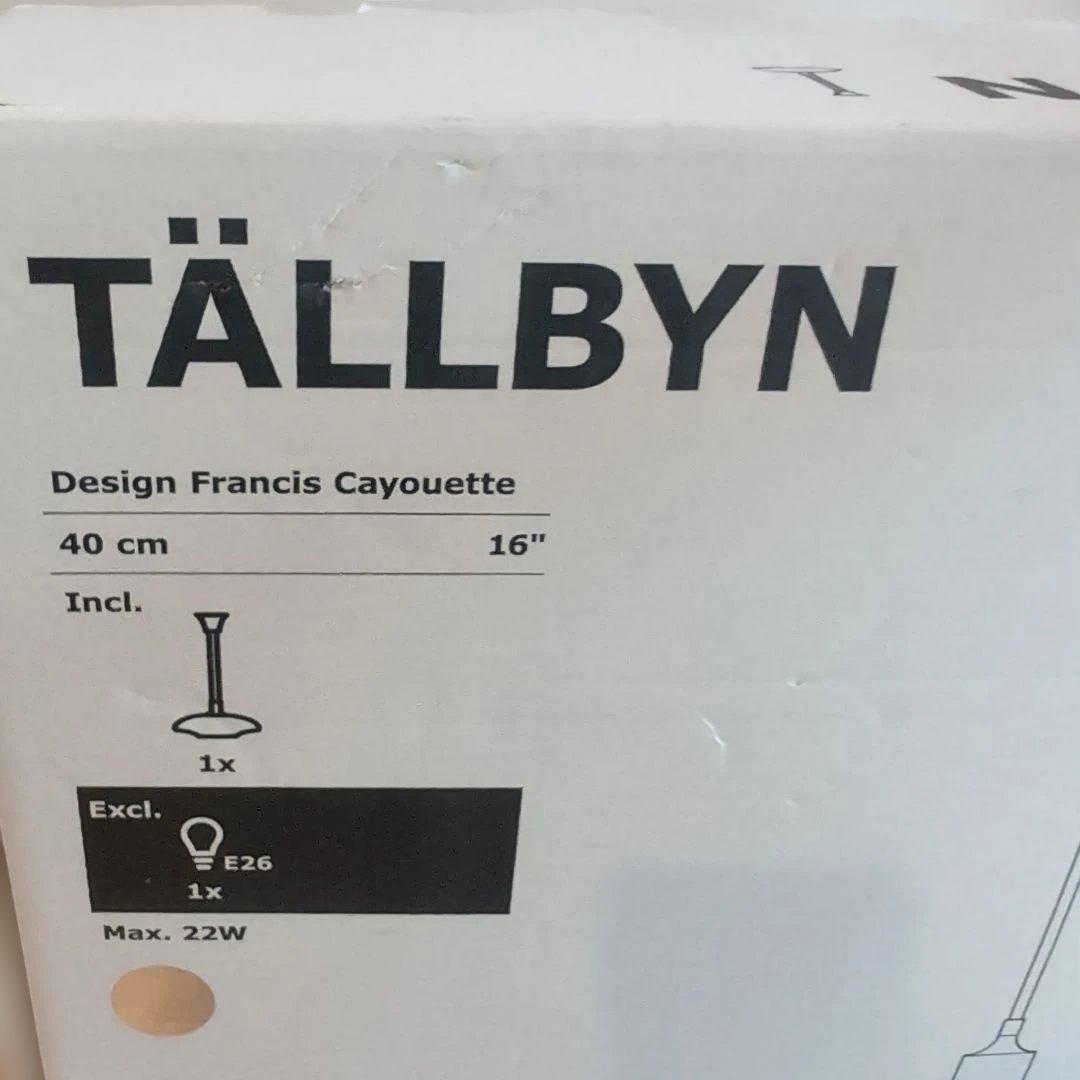 N
TÄLLBYN
Design Francis Cayouette
40 cm 16"
Incl.
1x
Excl.
E26
1x
Max. 22W